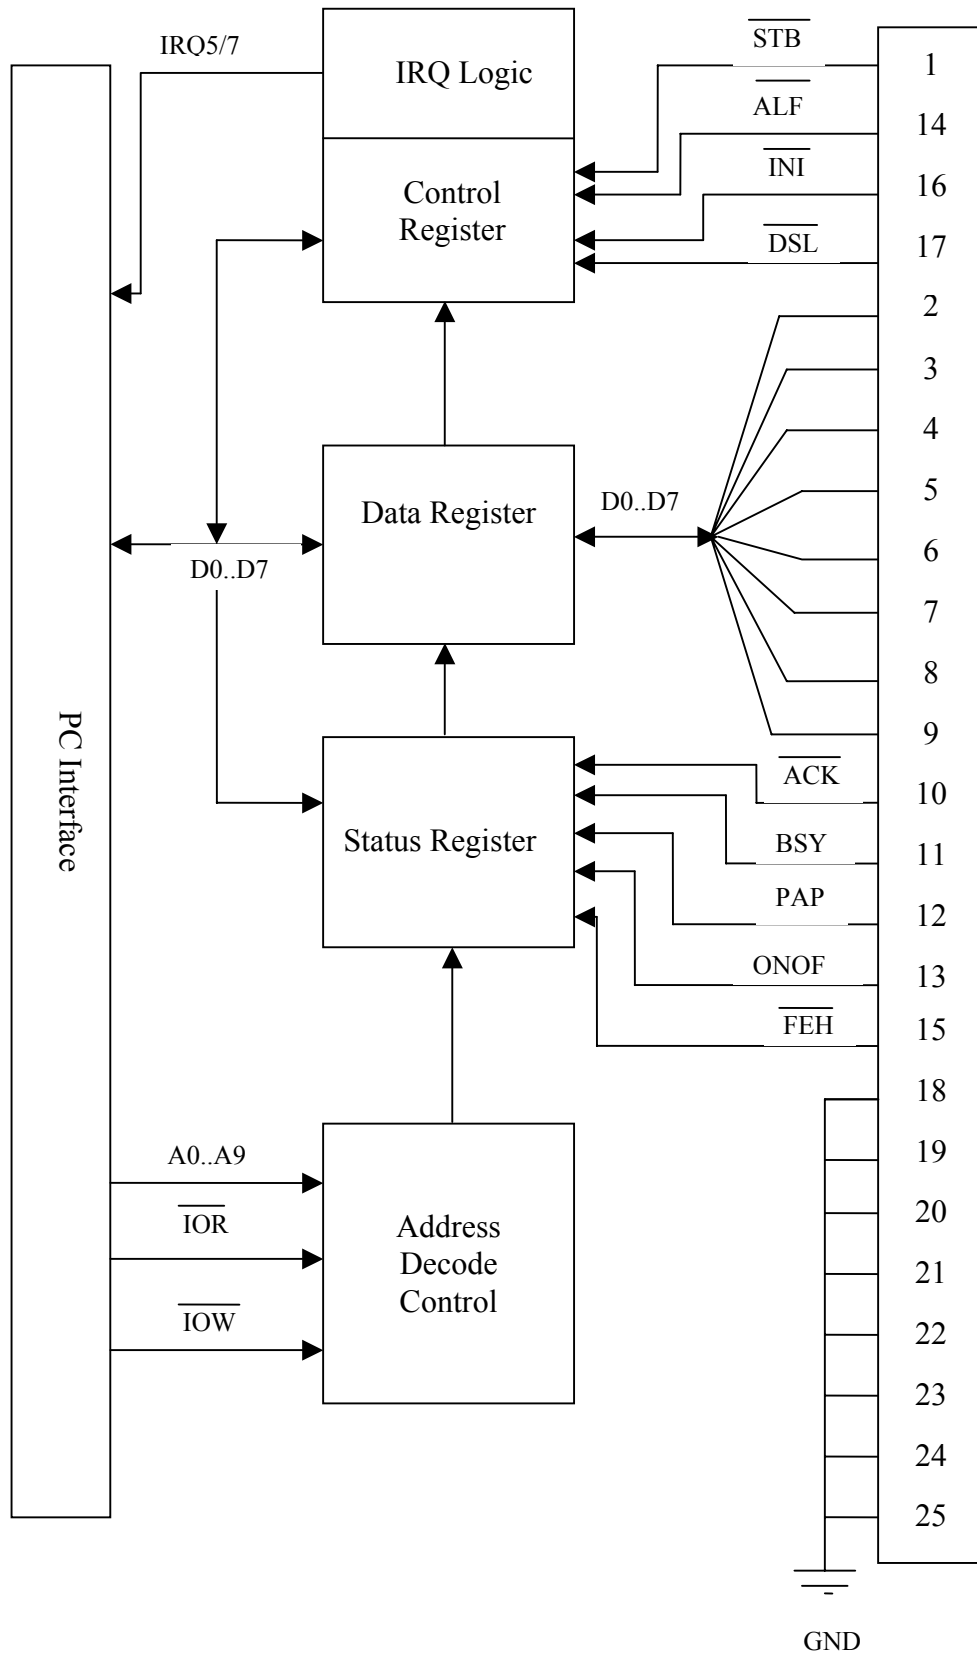 IRQ5/7
IRQ Logic
STB
1
ALF
14
Control
Register
INI
16
DSL
17
2
3
4
Data Register
D0..D7
5
D0..D7
6
7
8
9
PC Interface
ACK
10
Status Register
BSY
11
PAP
12
ONOF
13
FEH
15
18
A0..A9
19
IOR
Address
Decode
Control
20
21
IOW
22
23
24
25
GND